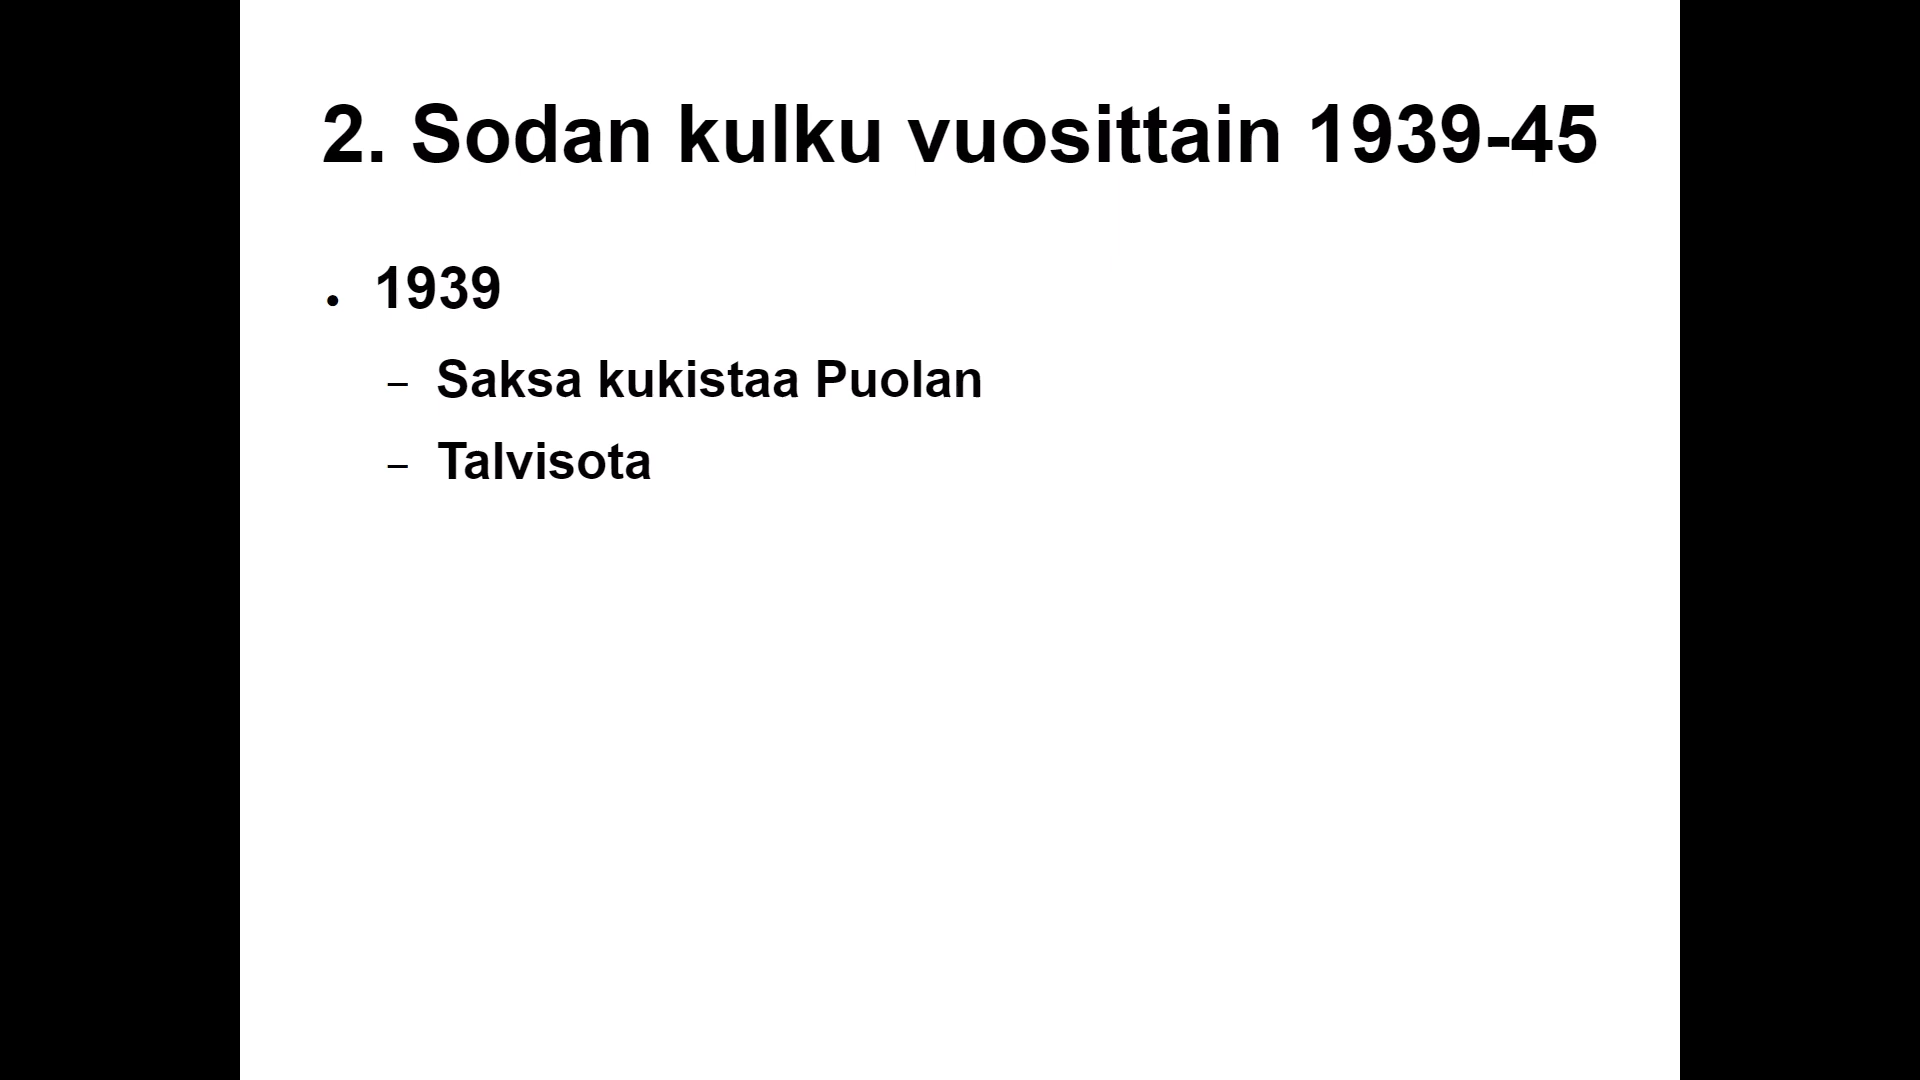 2. Sodan kulku vuosittain 1939-45
● 1939
– Saksa kukistaa Puolan
– Talvisota